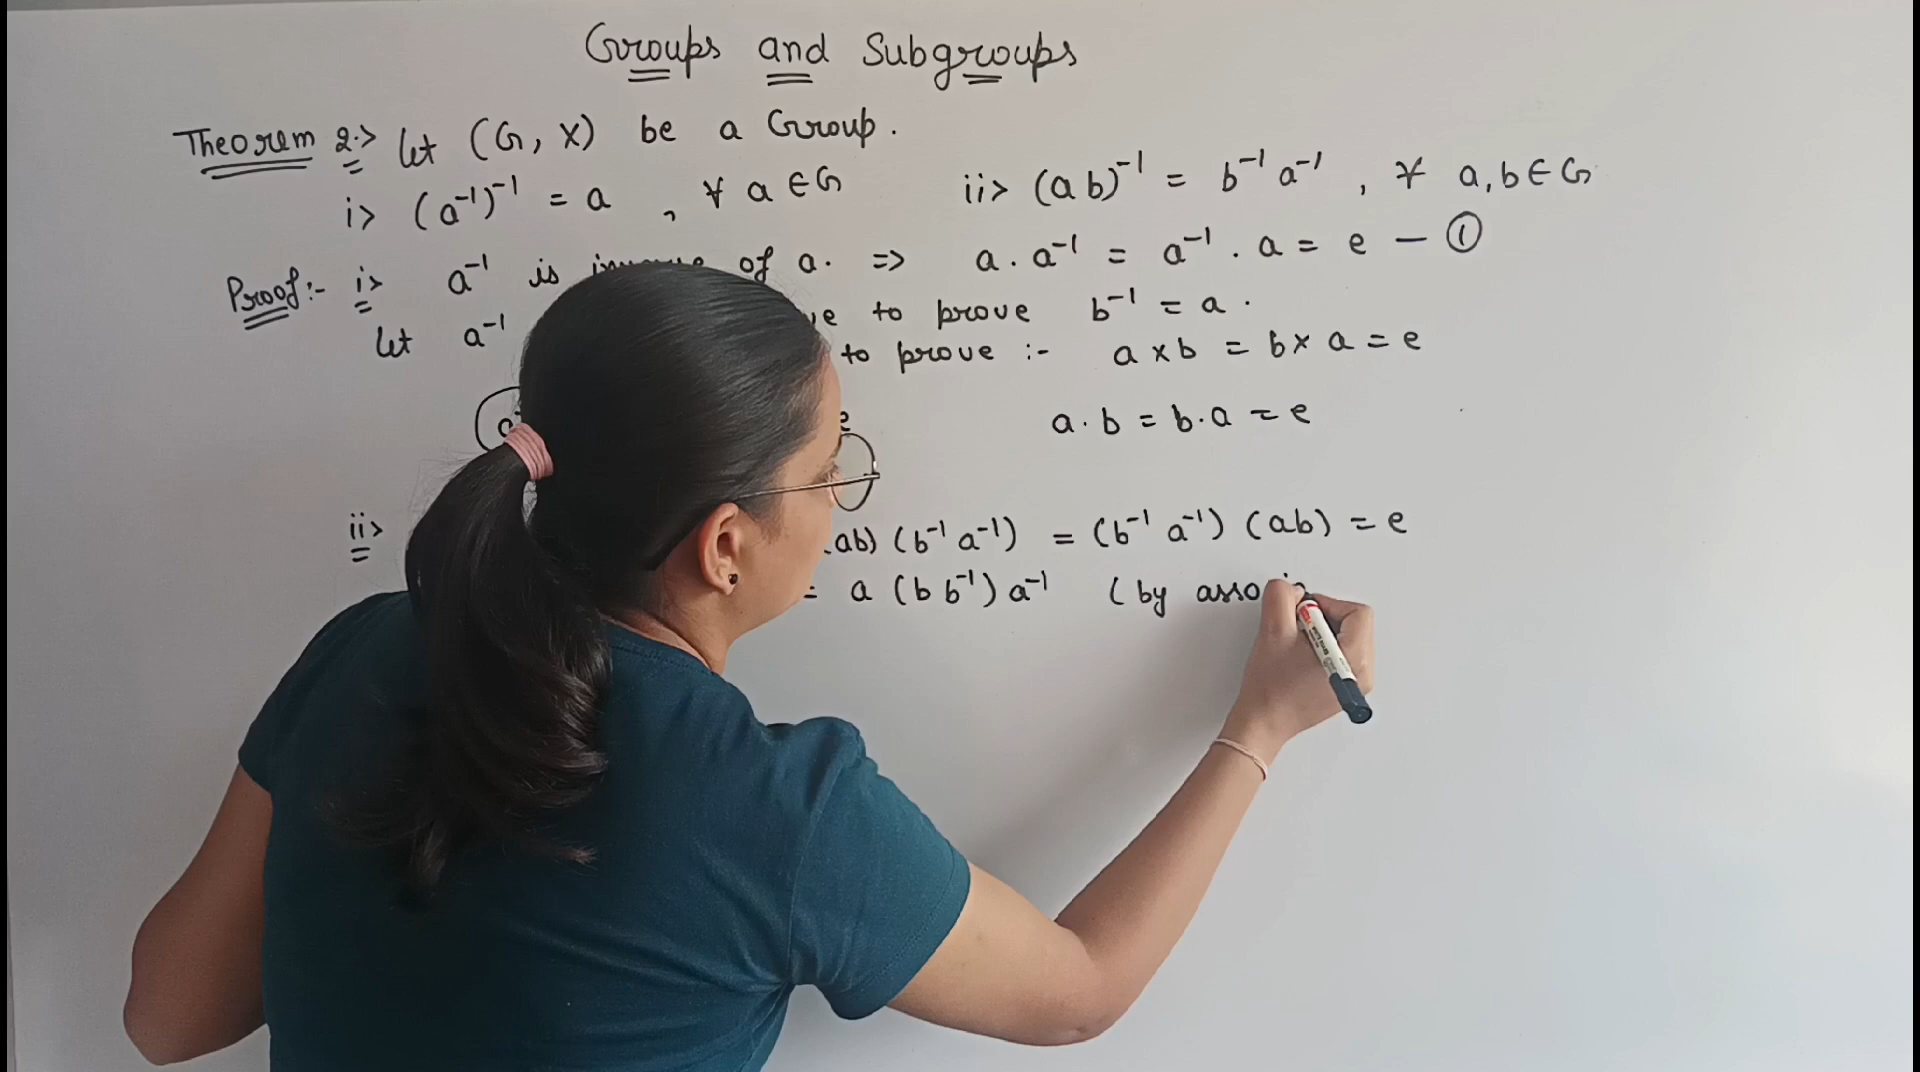 Groups and Subgroups
Theorem 2.> let (G, x) be a Group.
i> (a⁻¹)⁻¹ = a , ∀ a ∈ G ii> (ab)⁻¹ = b⁻¹ a⁻¹ , ∀ a, b ∈ G
Proof:- i> a⁻¹ is of a. => a . a⁻¹ = a⁻¹ . a = e — ①
let a⁻¹ to prove b⁻¹ = a .
to prove :- a x b = b x a = e
a . b = b . a = e
ii> (ab) (b⁻¹ a⁻¹) = (b⁻¹ a⁻¹) (ab) = e
= a (b b⁻¹) a⁻¹ (by asso